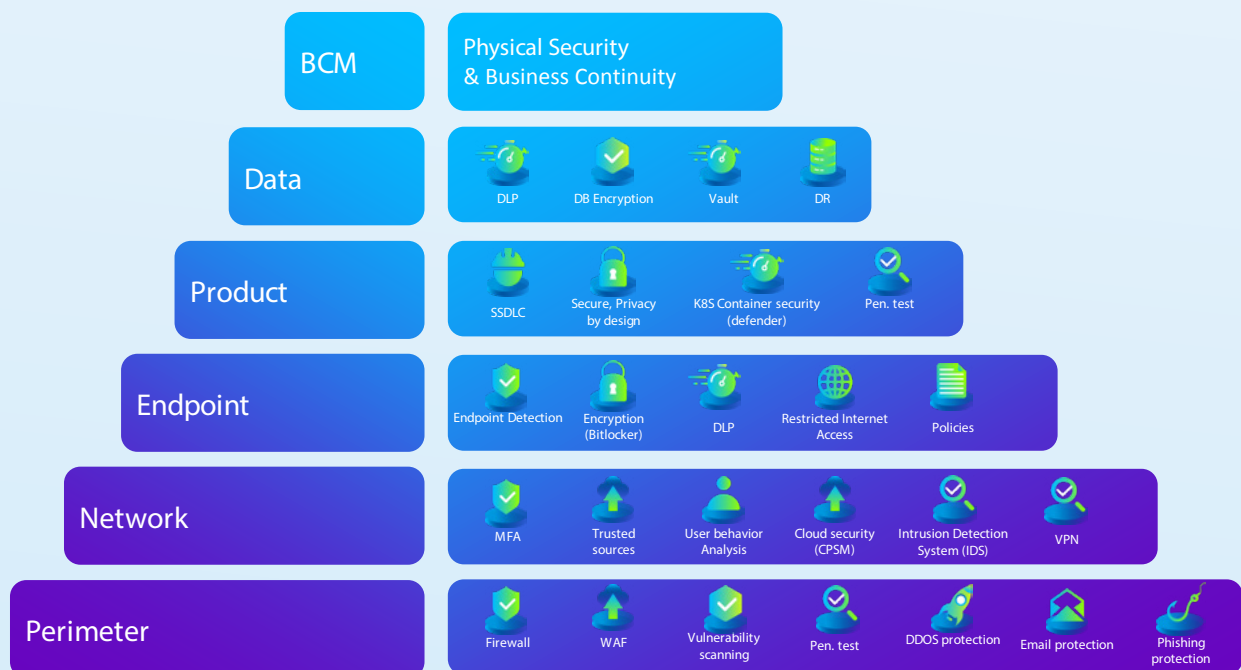 BCM
Physical Security
& Business Continuity
Data
DLP
DB Encryption
Vault
DR
Product
SSDLC
Secure, Privacy
by design
K8S Container security
(defender)
Pen. test
Endpoint
Endpoint Detection
Encryption
(Bitlocker)
DLP
Restricted Internet
Access
Policies
Network
MFA
Trusted
sources
User behavior
Analysis
Cloud security
(CPSM)
Intrusion Detection
System (IDS)
VPN
Perimeter
Firewall
WAF
Vulnerability
scanning
Pen. test
DDOS protection
Email protection
Phishing
protection